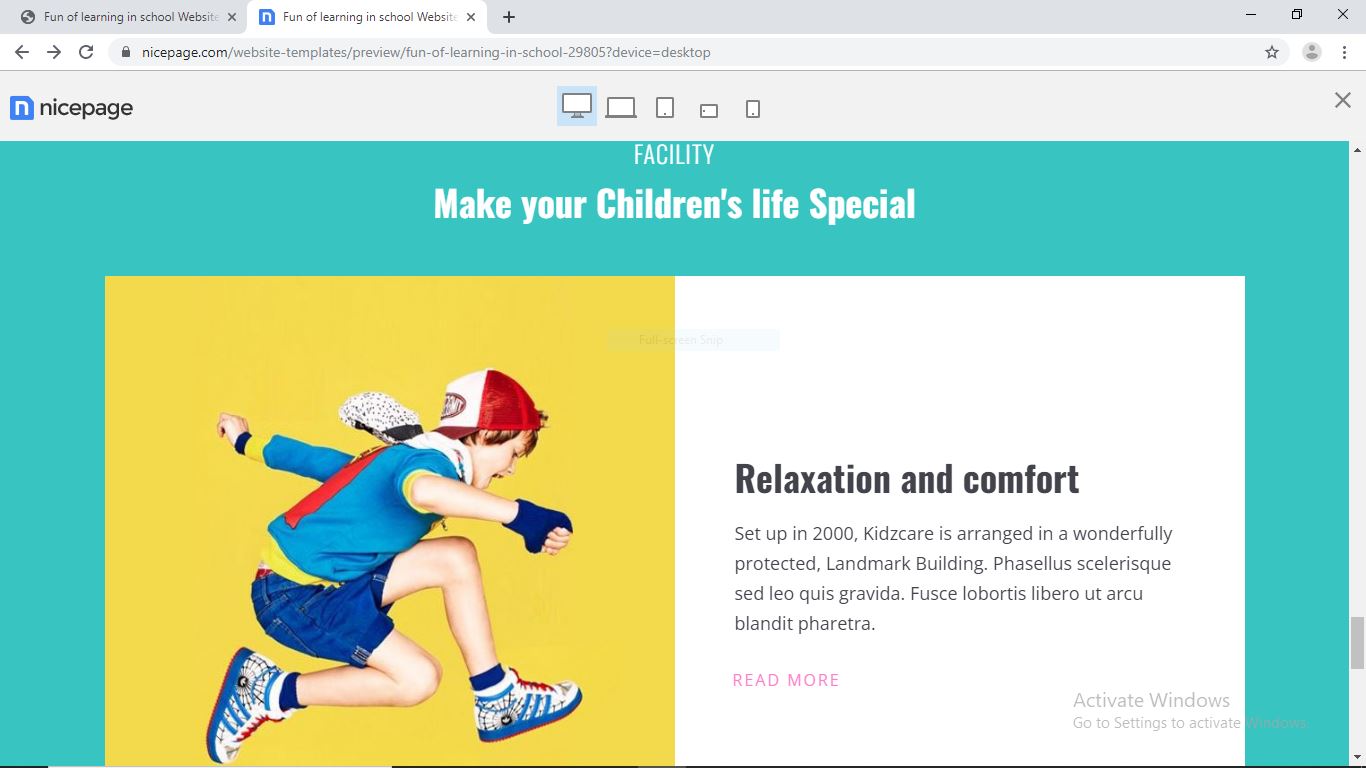 Fun of learning in school Website
Fun of learning in school Website
nicepage.com/website-templates/preview/fun-of-learning-in-school-29805?device=desktop
nicepage
FACILITY
Make your Children's life Special
Full-screen Snip
Relaxation and comfort
Set up in 2000, Kidzcare is arranged in a wonderfully
protected, Landmark Building. Phasellus scelerisque
sed leo quis gravida. Fusce lobortis libero ut arcu
blandit pharetra.
READ MORE
Activate Windows
Go to Settings to activate Windows.